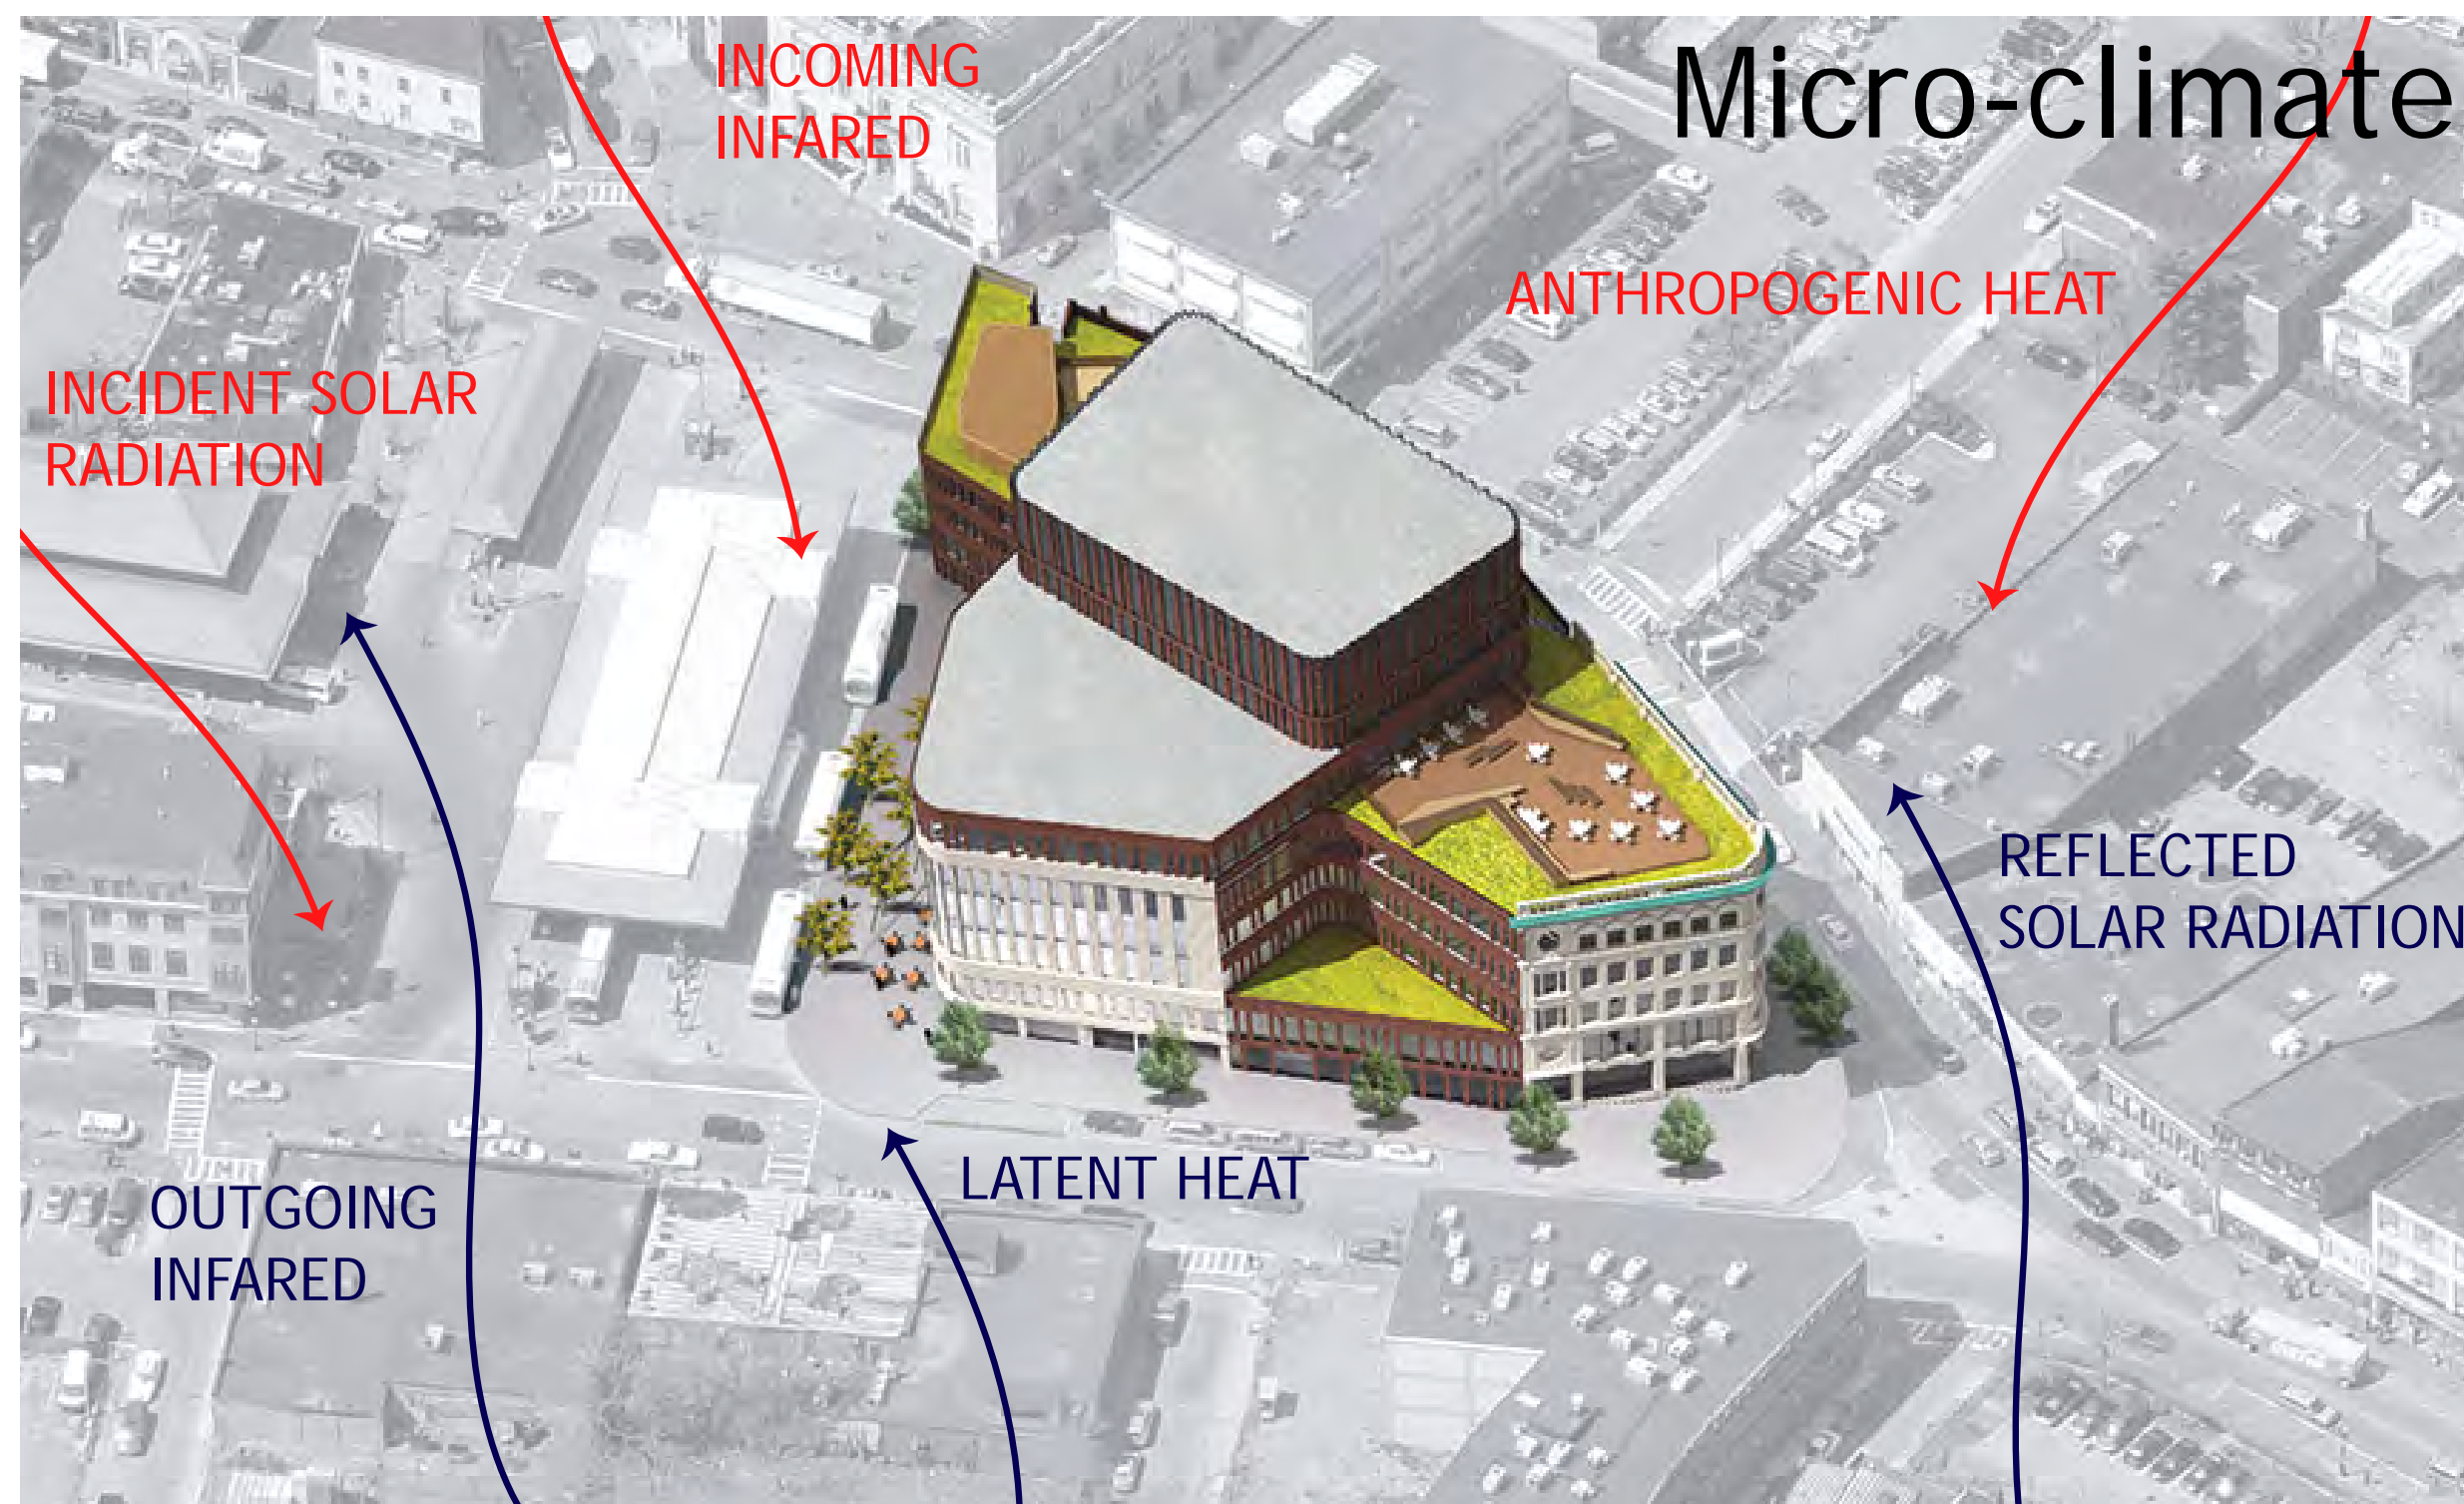 Micro-climate
INCOMING
INFARED
ANTHROPOGENIC HEAT
INCIDENT SOLAR
RADIATION
REFLECTED
SOLAR RADIATION
LATENT HEAT
OUTGOING
INFARED